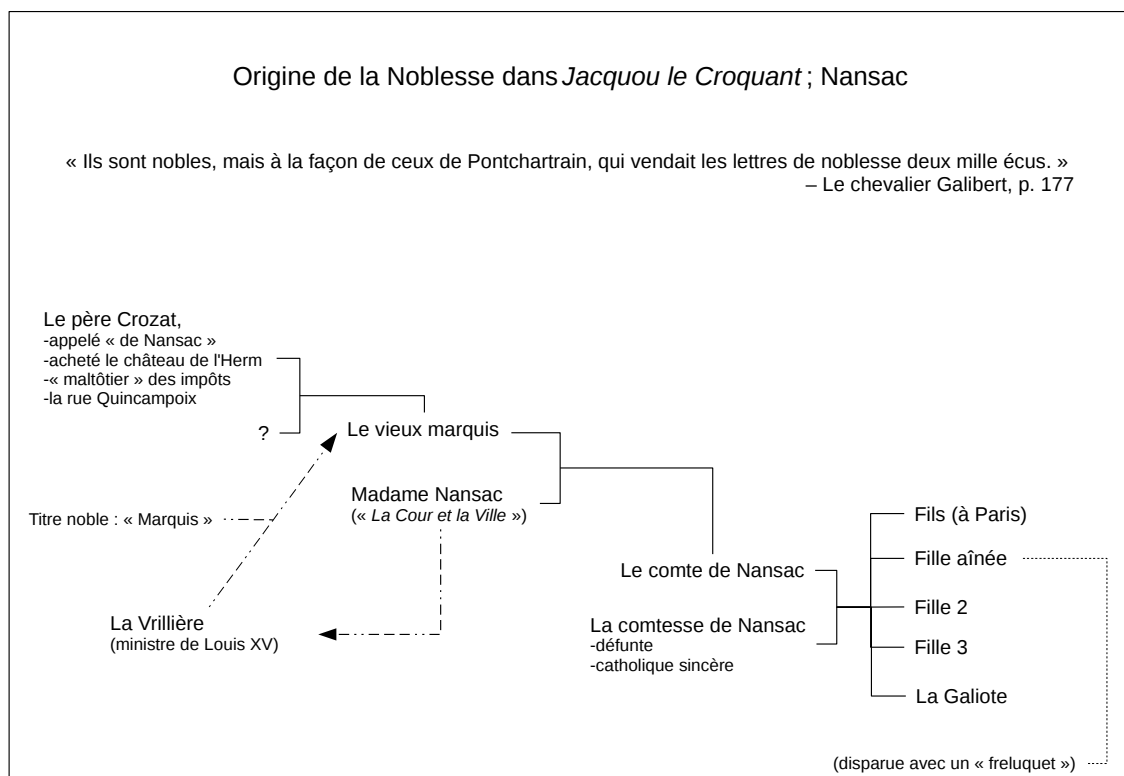 Origine de la Noblesse dans Jacquou le Croquant ; Nansac
« Ils sont nobles, mais à la façon de ceux de Pontchartrain, qui vendait les lettres de noblesse deux mille écus. »
– Le chevalier Galibert, p. 177
Le père Crozat,
-appelé « de Nansac »
-acheté le château de l'Herm
-« maltôtier » des impôts
-la rue Quincampoix
?
Le vieux marquis
Madame Nansac
(« La Cour et la Ville »)
Titre noble : « Marquis »
La Vrillière
(ministre de Louis XV)
Le comte de Nansac
La comtesse de Nansac
-défunte
-catholique sincère
Fils (à Paris)
Fille aînée
Fille 2
Fille 3
La Galiote
(disparue avec un « freluquet »)